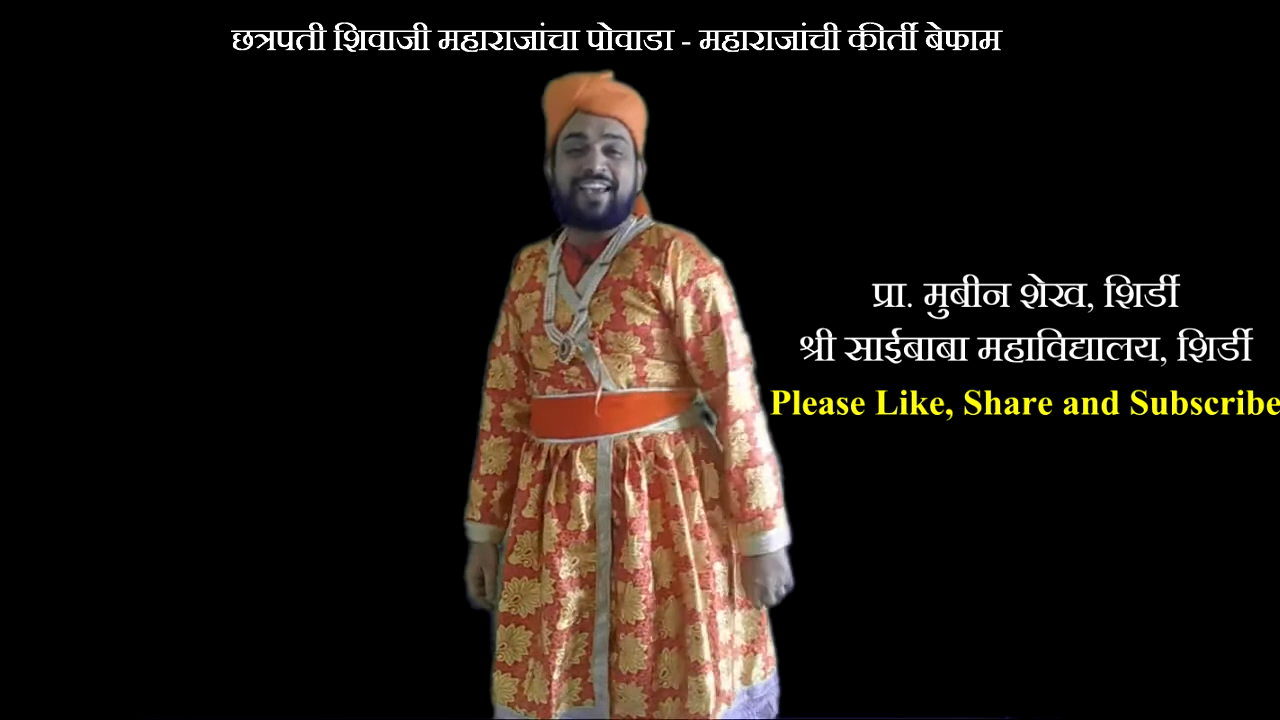 छत्रपती शिवाजी महाराजांचा पोवाडा - महाराजांची कीर्ती बेफाम
प्रा. मुबीन शेख, शिर्डी
श्री साईबाबा महाविद्यालय, शिर्डी
Please Like, Share and Subscribe